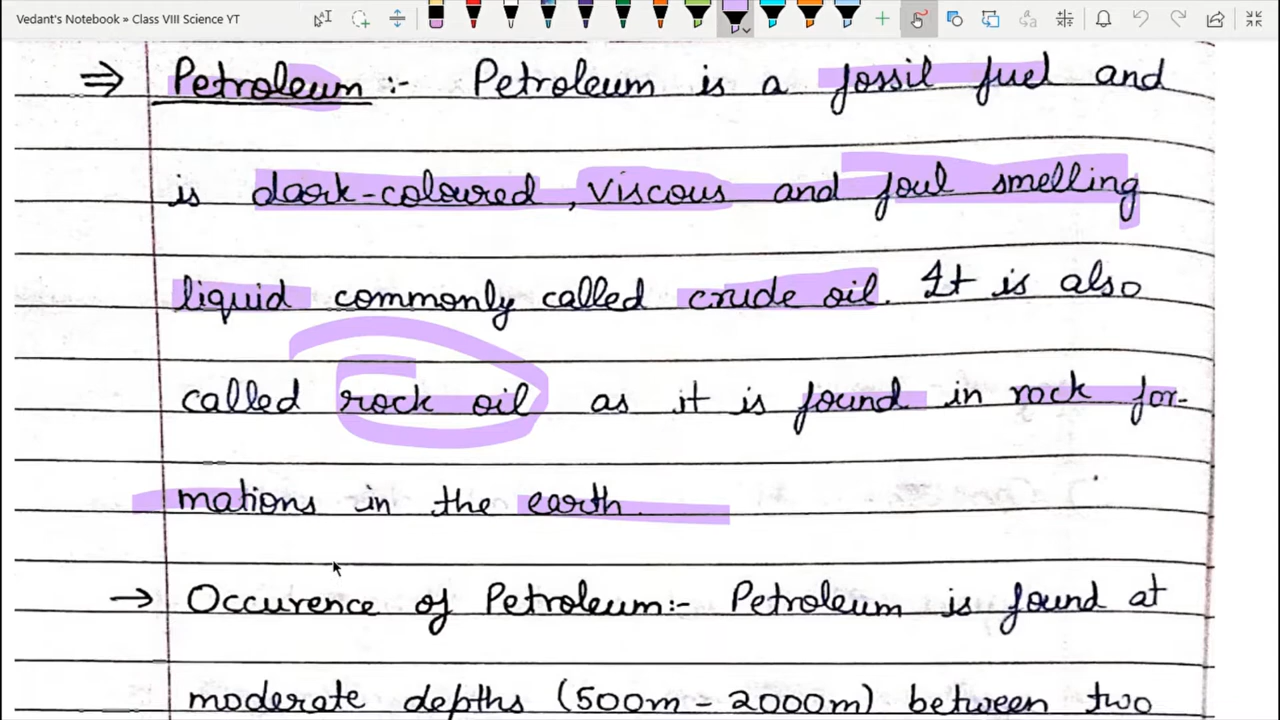 Vedant's Notebook » Class VIII Science YT
⇒ Petroleum :- Petroleum is a fossil fuel and
is dark-coloured, viscous and foul smelling
liquid commonly called crude oil. It is also
called rock oil as it is found in rock for-
mations in the earth.
→ Occurence of Petroleum:- Petroleum is found at
moderate depths (500m - 2000m) between two